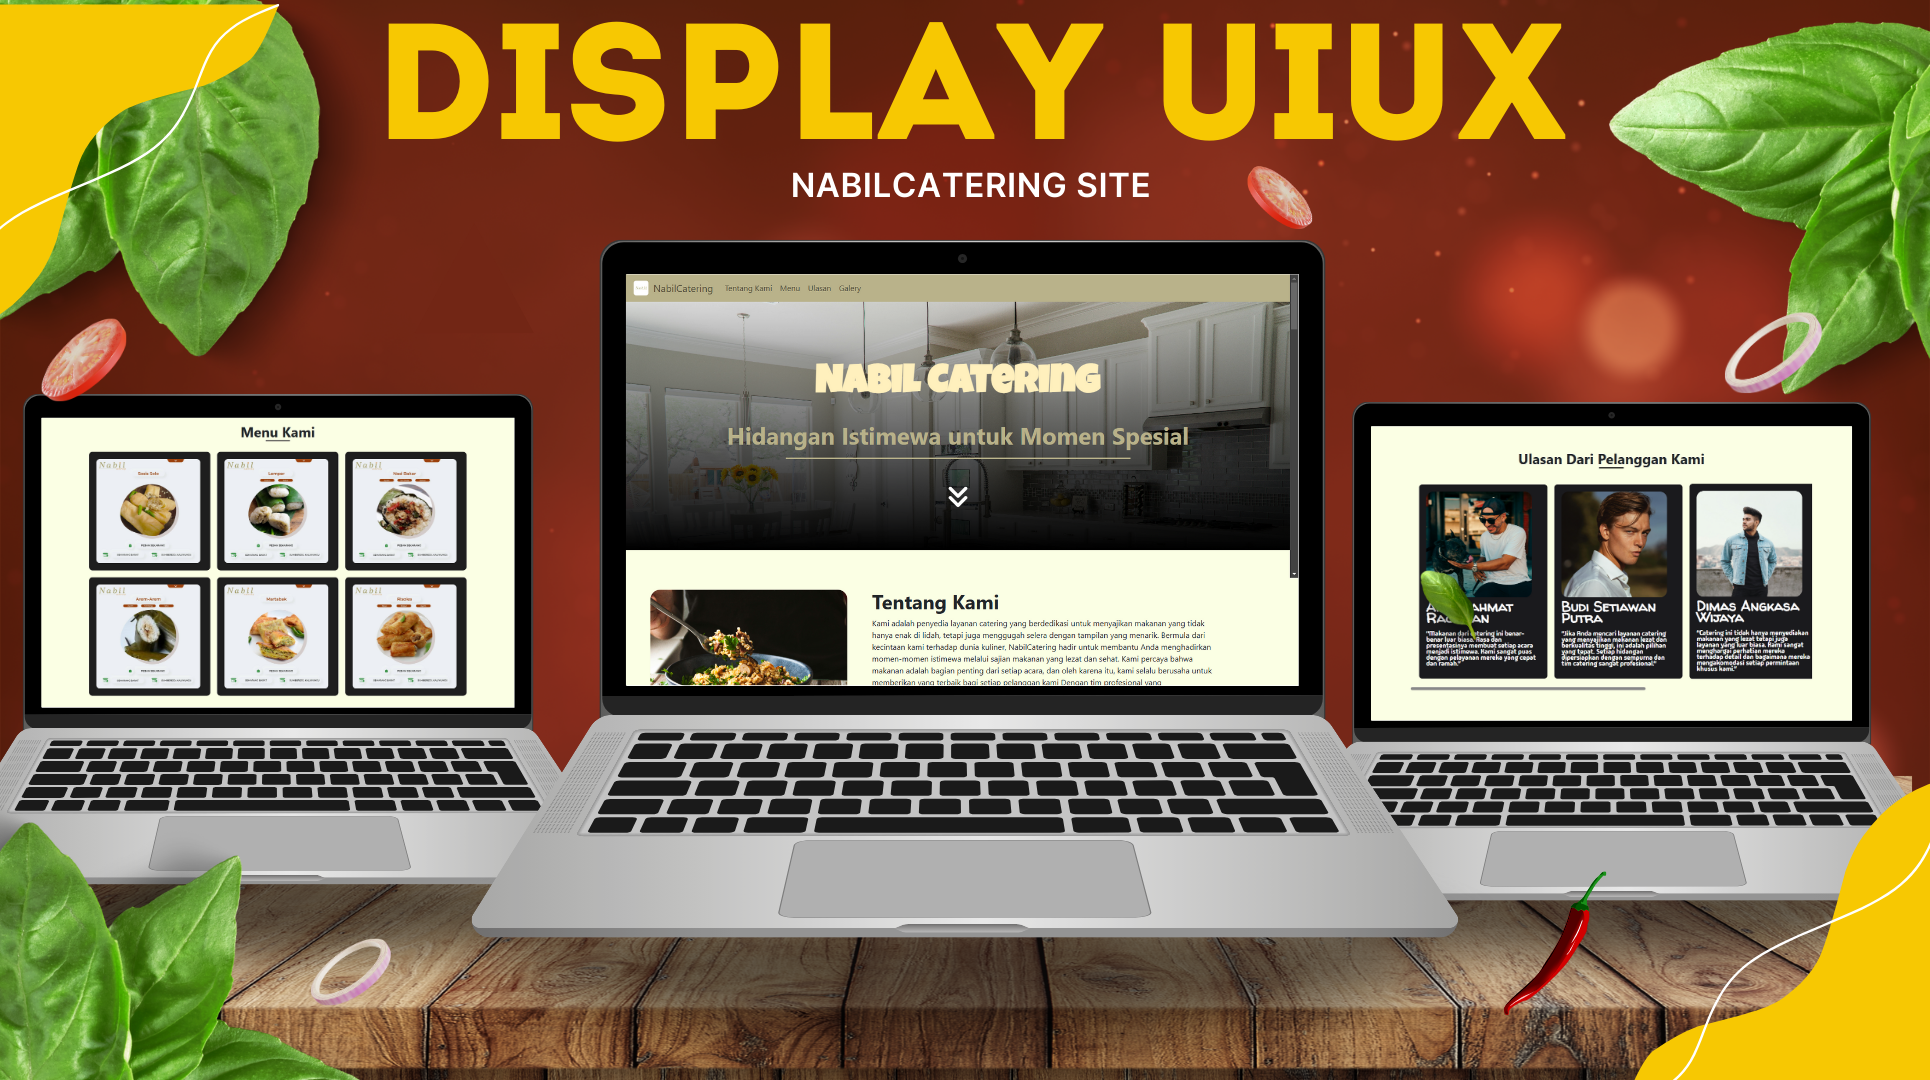 DISPLAY UIUX
NABILCATERING SITE
NabilCatering Tentang Kami Menu Ulasan Galery
NABIL CATERING
Hidangan Istimewa untuk Momen Spesial
Tentang Kami
Kami adalah penyedia layanan catering yang berdedikasi untuk menyajikan makanan yang tidak
hanya enak di lidah, tetapi juga menggugah selera dengan tampilan yang menarik. Bermula dari
kecintaan kami terhadap dunia kuliner, NabilCatering hadir untuk membantu Anda menghadirkan
momen-momen istimewa melalui sajian makanan yang lezat dan sehat. Kami percaya bahwa
makanan adalah bagian penting dari setiap acara, dan oleh karena itu, kami selalu berusaha untuk
memberikan yang terbaik bagi setiap pelanggan kami Dengan tim profesional yang
Menu Kami
Nabil
Nabil
Lemper
Nabil
Nasi Bakar
Nabil
Arem-Arem
Nabil
Martabak
Nabil
Risoles
Ulasan Dari Pelanggan Kami
"Makanan dari catering ini benar-
benar luar biasa. Rasa dan
presentasinya membuat setiap acara
menjadi istimewa. Kami sangat puas
dengan pelayanan mereka yang cepat
dan ramah."
Budi Setiawan
Putra
"Jika Anda mencari layanan catering
yang menyajikan makanan lezat dan
berkualitas tinggi, ini adalah pilihan
yang tepat. Setiap hidangan
dipersiapkan dengan sempurna dan
tim catering sangat profesional."
Dimas Angkasa
Wijaya
"Catering ini tidak hanya menyediakan
makanan yang lezat tetapi juga
layanan yang luar biasa. Kami sangat
menghargai perhatian mereka
terhadap detail dan bagaimana mereka
mengakomodasi setiap permintaan
khusus kami."